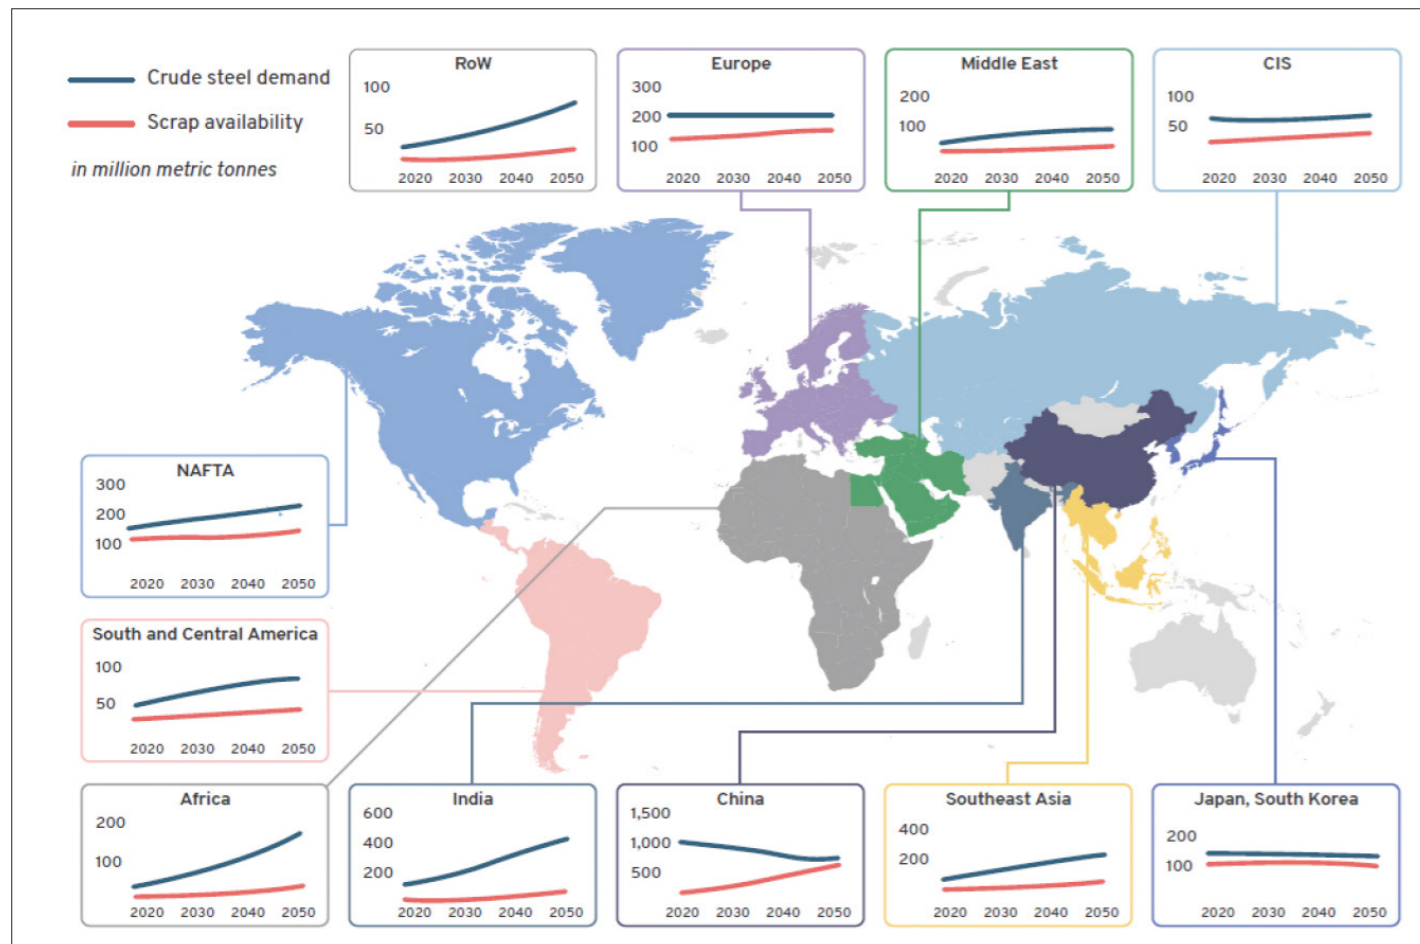 Crude steel demand
Scrap availability
in million metric tonnes
RoW
100
50
2020 2030 2040 2050
Europe
300
200
100
2020 2030 2040 2050
Middle East
200
100
2020 2030 2040 2050
CIS
100
50
2020 2030 2040 2050
NAFTA
300
200
100
2020 2030 2040 2050
South and Central America
100
50
2020 2030 2040 2050
Africa
200
100
2020 2030 2040 2050
India
600
400
200
2020 2030 2040 2050
China
1,500
1,000
500
2020 2030 2040 2050
Southeast Asia
400
200
2020 2030 2040 2050
Japan, South Korea
200
100
2020 2030 2040 2050